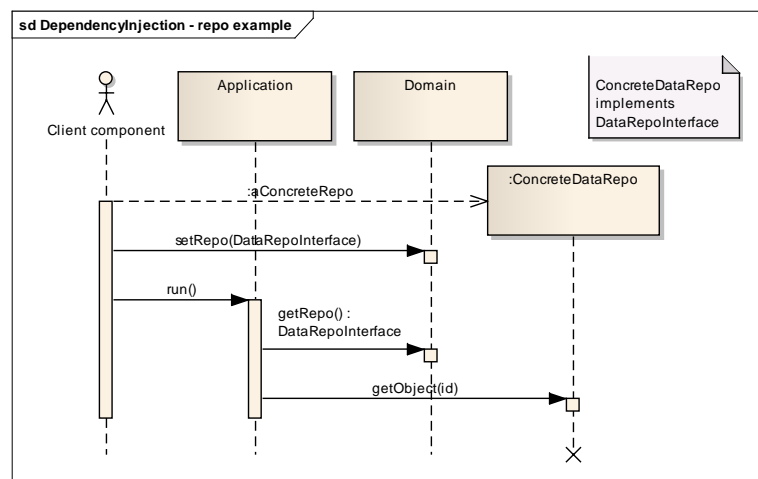 sd DependencyInjection - repo example
Client component
Application
Domain
ConcreteDataRepo
implements
DataRepoInterface
:aConcreteRepo
:ConcreteDataRepo
setRepo(DataRepoInterface)
run()
getRepo() :
DataRepoInterface
getObject(id)